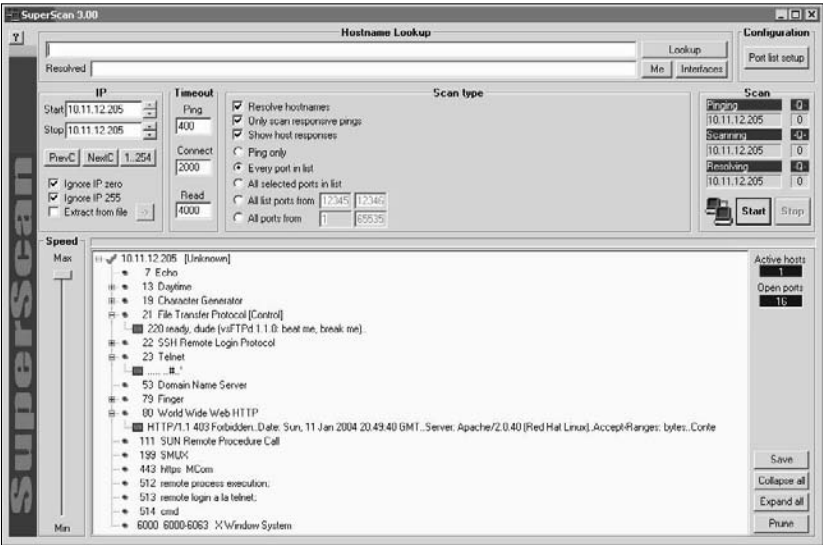 SuperScan 3.00
?
Hostname Lookup
Lookup
Resolved
Me
Interfaces
Configuration
Port list setup
IP
Start 10.11.12.205
Stop 10.11.12.205
PrevC
NextC
1..254
Ignore IP zero
Ignore IP 255
Extract from file
->
Timeout
Ping
400
Connect
2000
Read
4000
Scan type
Resolve hostnames
Only scan responsive pings
Show host responses
Ping only
Every port in list
All selected ports in list
All list ports from 12345 12346
All ports from 1 65535
Scan
Pinging -Q-
10.11.12.205 0
Scanning -Q-
10.11.12.205 0
Resolving -Q-
10.11.12.205 0
Start
Stop
SuperScan
Speed
Max
Min
10.11.12.205 [Unknown]
7 Echo
13 Daytime
19 Character Generator
21 File Transfer Protocol [Control]
220 ready, dude (vsFTPd 1.1.0: beat me, break me)..
22 SSH Remote Login Protocol
23 Telnet
..... ..#..'
53 Domain Name Server
79 Finger
80 World Wide Web HTTP
HTTP/1.1 403 Forbidden..Date: Sun, 11 Jan 2004 20:49:40 GMT..Server: Apache/2.0.40 (Red Hat Linux)..Accept-Ranges: bytes..Conte
111 SUN Remote Procedure Call
199 SMUX
443 https MCom
512 remote process execution;
513 remote login a la telnet;
514 cmd
6000 6000-6063 X Window System
Active hosts
1
Open ports
16
Save
Collapse all
Expand all
Prune